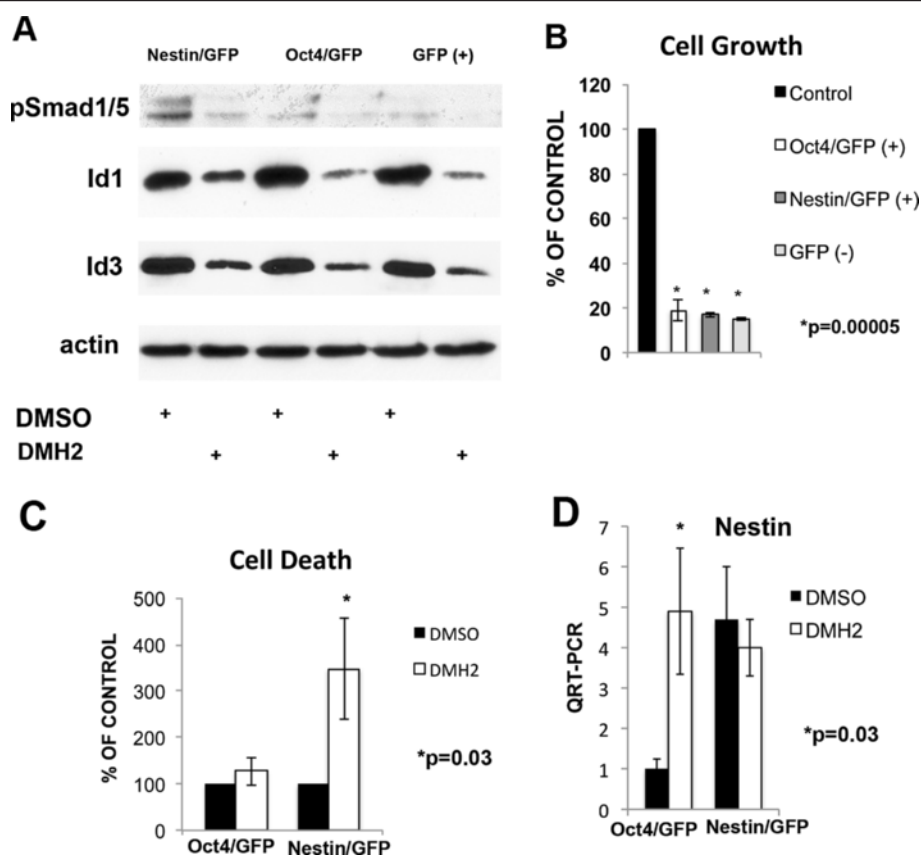 A
Nestin/GFP Oct4/GFP GFP (+)
pSmad1/5
Id1
Id3
actin
DMSO + + +
DMH2 + + +
B
Cell Growth
% OF CONTROL
120
100
80
60
40
20
0
* * *
Control
Oct4/GFP (+)
Nestin/GFP (+)
GFP (-)
*p=0.00005
C
Cell Death
% OF CONTROL
500
400
300
200
100
0
*
DMSO
DMH2
*p=0.03
Oct4/GFP Nestin/GFP
D
Nestin
QRT-PCR
7
6
5
4
3
2
1
0
*
DMSO
DMH2
*p=0.03
Oct4/GFP Nestin/GFP